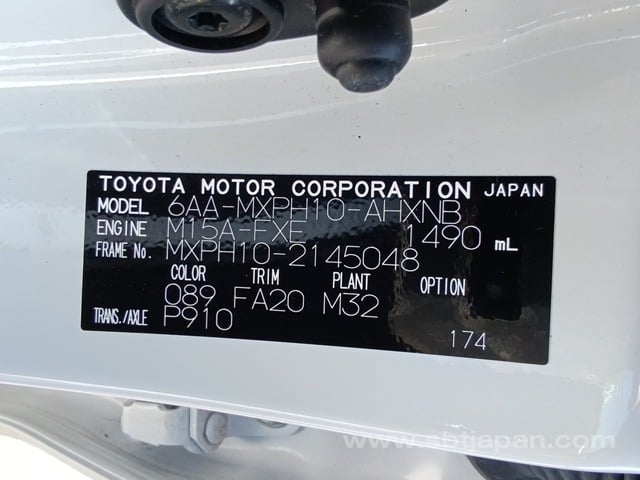 TOYOTA MOTOR CORPORATION JAPAN
MODEL 6AA-MXPH10-AHXNB
ENGINE M15A-FXE 1490 mL
FRAME No. MXPH10-2145048
COLOR TRIM PLANT OPTION
089 FA20 M32
TRANS./AXLE P910
174
www.sbtjapan.com/